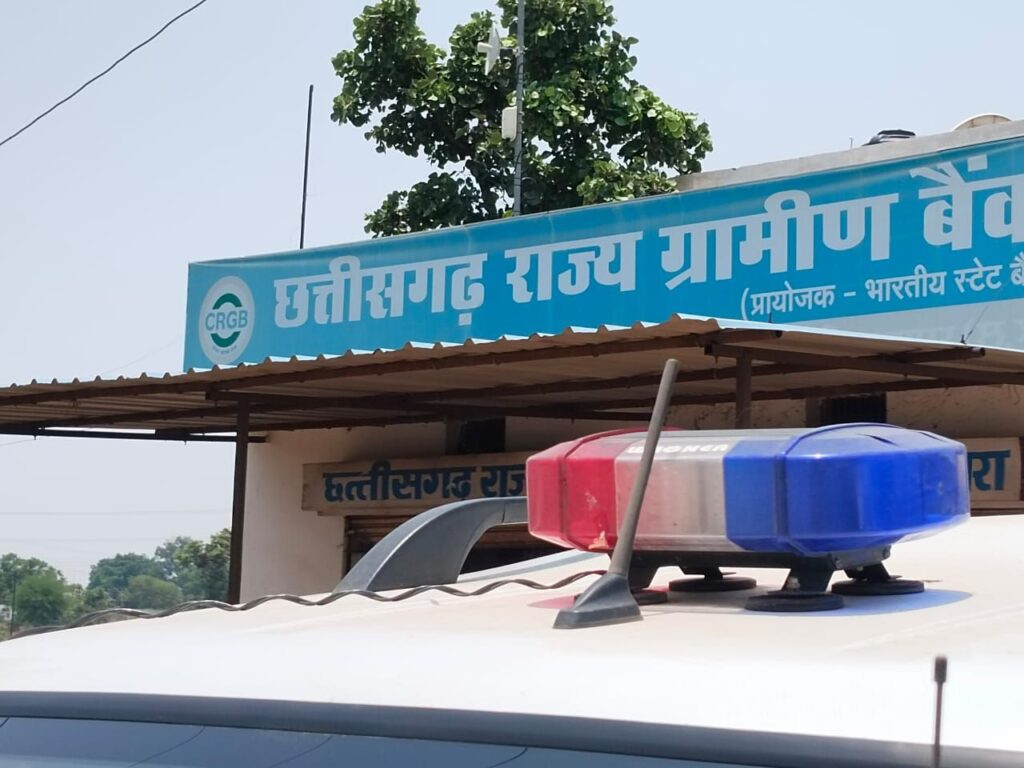 छत्तीसगढ़ राज्य ग्रामीण बैंक
(प्रायोजक - भारतीय स्टेट बैं
CRGB
छत्तीसगढ़ राज
रा